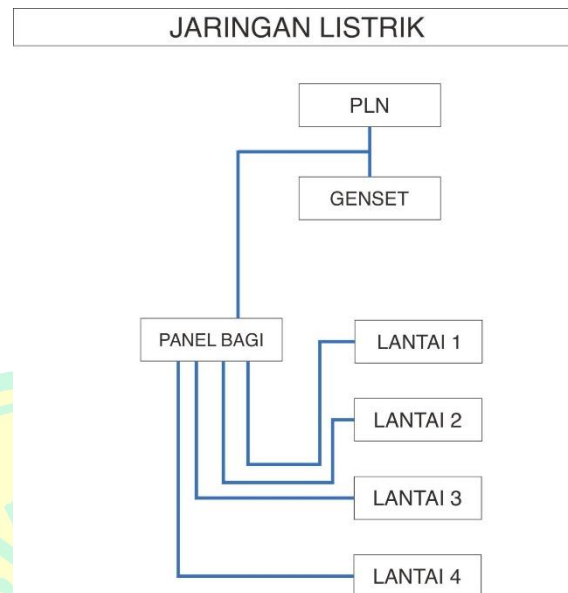 JARINGAN LISTRIK
PLN
GENSET
PANEL BAGI
LANTAI 1
LANTAI 2
LANTAI 3
LANTAI 4